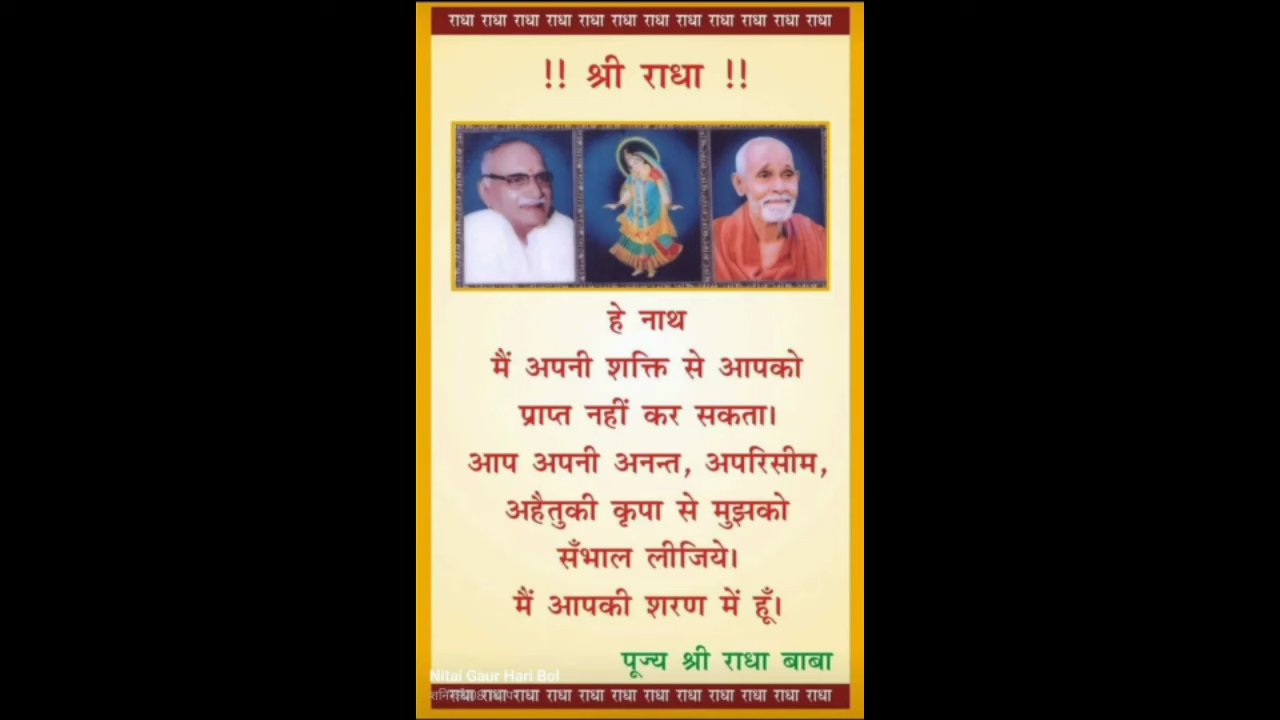 राधा राधा राधा राधा राधा राधा राधा राधा राधा राधा राधा राधा
!! श्री राधा !!
हे नाथ
मैं अपनी शक्ति से आपको
प्राप्त नहीं कर सकता।
आप अपनी अनन्त, अपरिसीम,
अहैतुकी कृपा से मुझको
सँभाल लीजिये।
मैं आपकी शरण में हूँ।
पूज्य श्री राधा बाबा
Nitai Gaur Hari Bol
राधा राधा राधा राधा राधा राधा राधा राधा राधा राधा राधा राधा